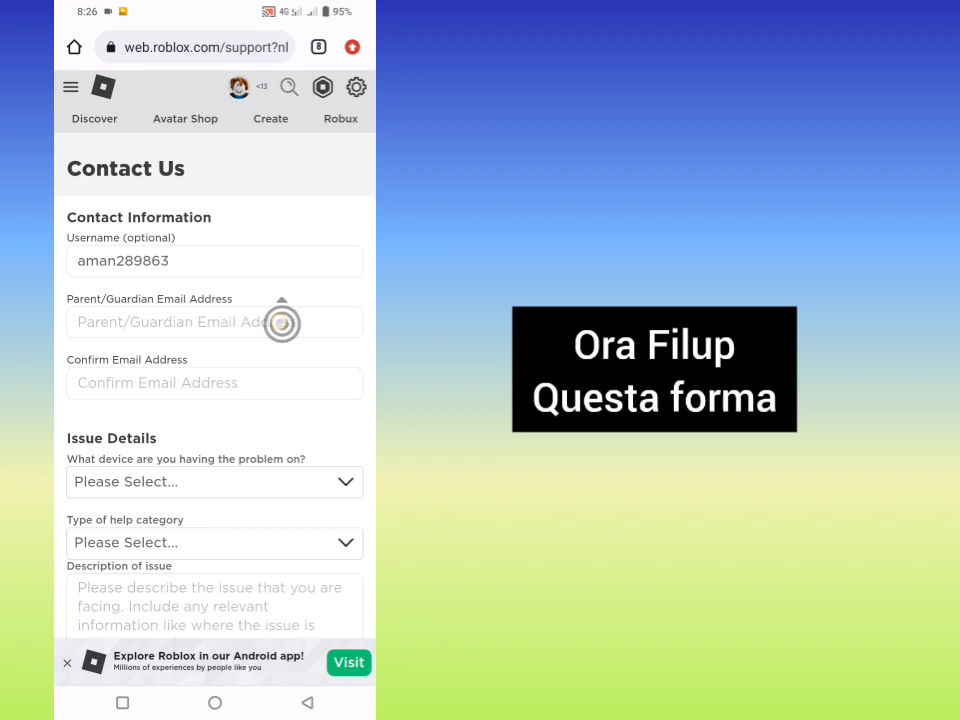 8:26
4G
95%
web.roblox.com/support?nl
8
<13
Discover
Avatar Shop
Create
Robux
Contact Us
Contact Information
Username (optional)
aman289863
Parent/Guardian Email Address
Parent/Guardian Email Address
Confirm Email Address
Confirm Email Address
Issue Details
What device are you having the problem on?
Please Select...
Type of help category
Please Select...
Description of issue
Please describe the issue that you are
facing. Include any relevant
information like where the issue is
Explore Roblox in our Android app!
Millions of experiences by people like you
Visit
Ora Filup
Questa forma